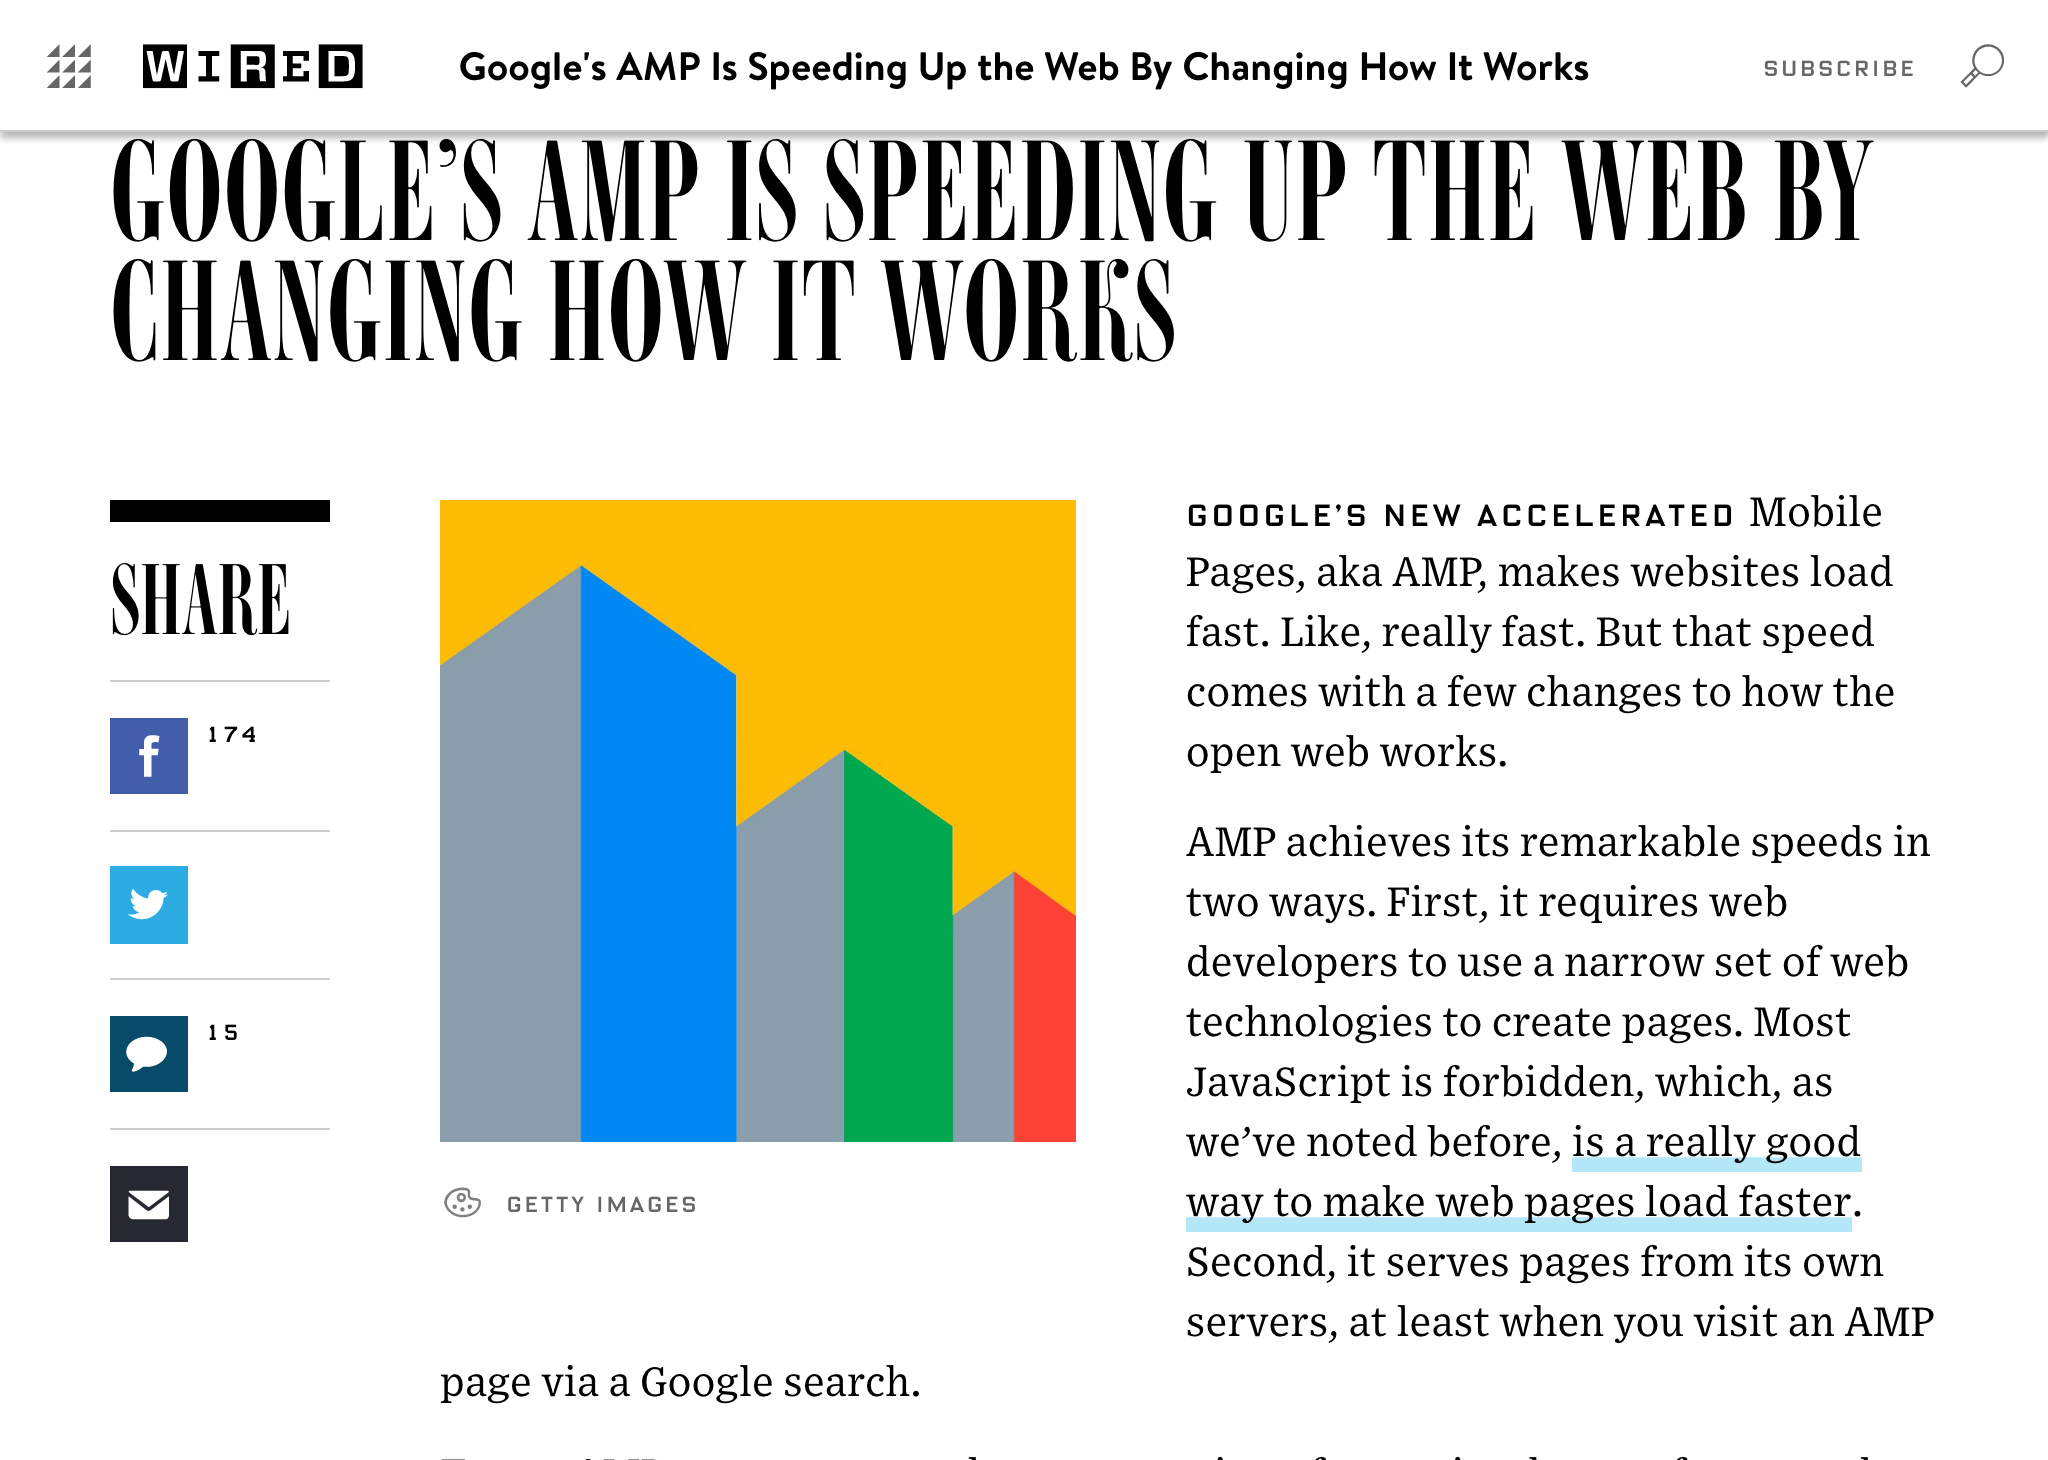 WIRED
Google's AMP Is Speeding Up the Web By Changing How It Works
SUBSCRIBE
GOOGLE’S AMP IS SPEEDING UP THE WEB BY
CHANGING HOW IT WORKS
SHARE
174
15
GETTY IMAGES
GOOGLE’S NEW ACCELERATED Mobile
Pages, aka AMP, makes websites load
fast. Like, really fast. But that speed
comes with a few changes to how the
open web works.
AMP achieves its remarkable speeds in
two ways. First, it requires web
developers to use a narrow set of web
technologies to create pages. Most
JavaScript is forbidden, which, as
we’ve noted before, is a really good
way to make web pages load faster.
Second, it serves pages from its own
servers, at least when you visit an AMP
page via a Google search.